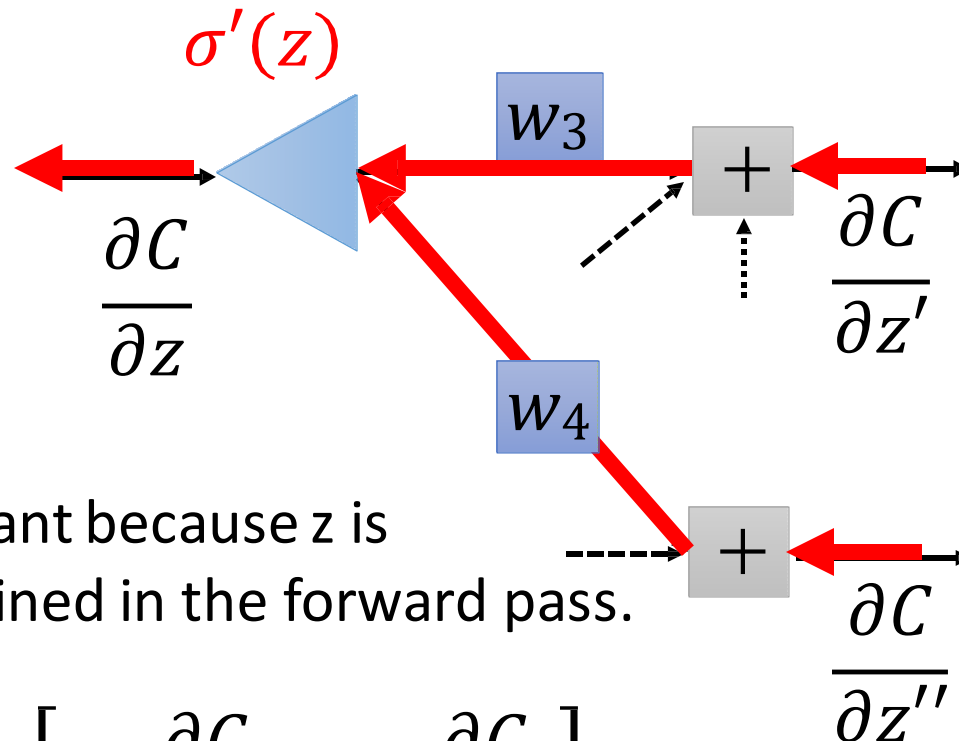 σ′(z)
w₃
+
∂C
∂z
∂C
∂z′
w₄
ant because z is
ined in the forward pass.
+
∂C
∂z′′
[ ∂C ∂C ]